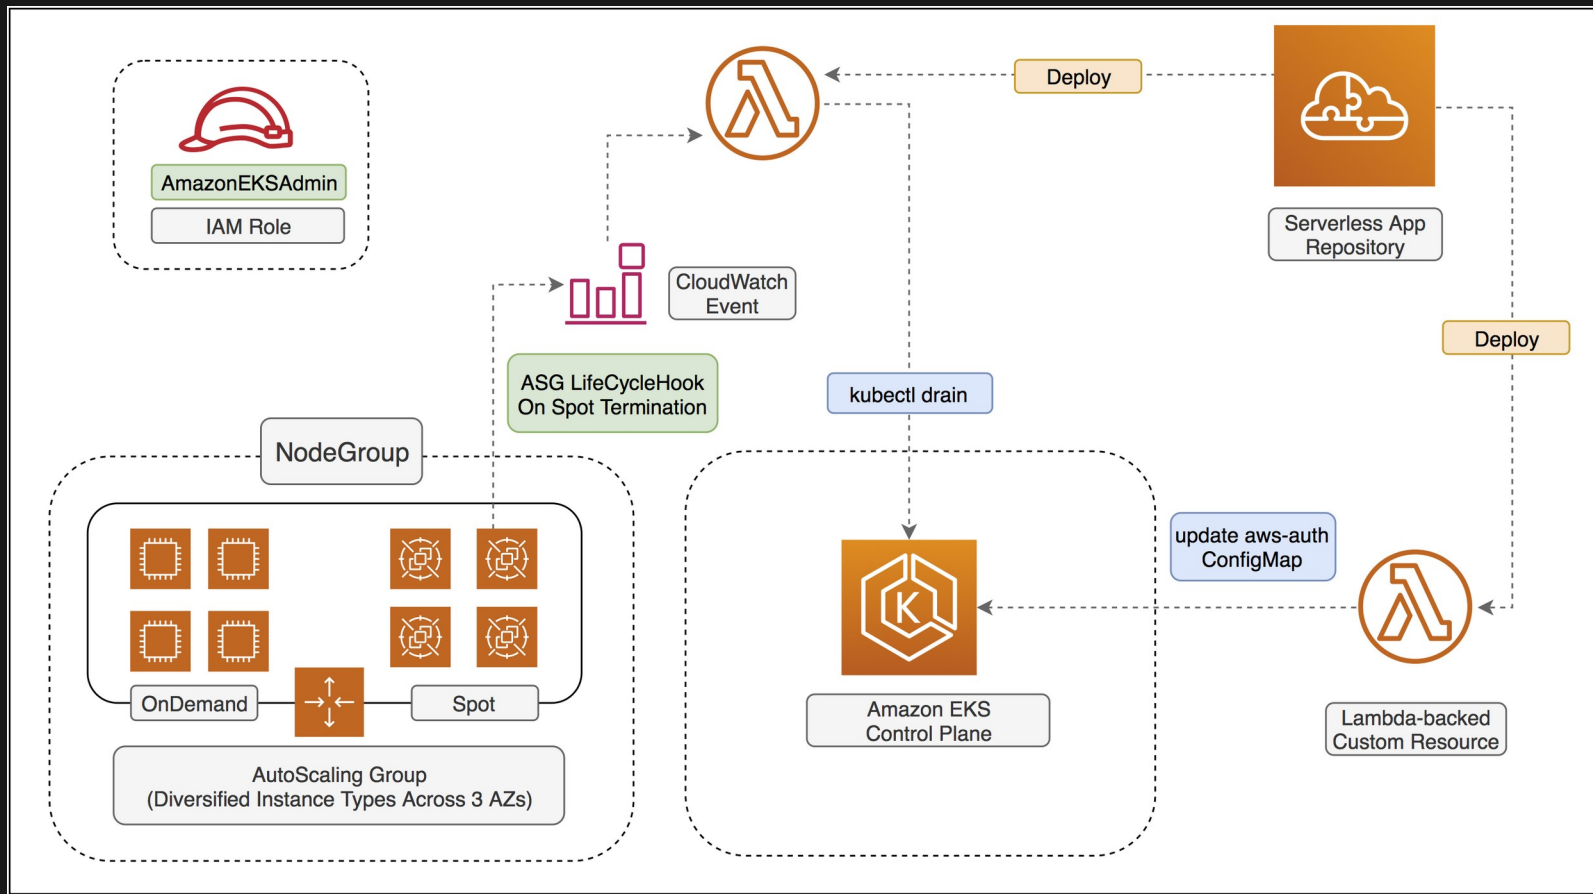 Deploy
AmazonEKSAdmin
IAM Role
Serverless App
Repository
CloudWatch
Event
Deploy
ASG LifeCycleHook
On Spot Termination
kubectl drain
NodeGroup
update aws-auth
ConfigMap
K
OnDemand
Spot
Amazon EKS
Control Plane
Lambda-backed
Custom Resource
AutoScaling Group
(Diversified Instance Types Across 3 AZs)